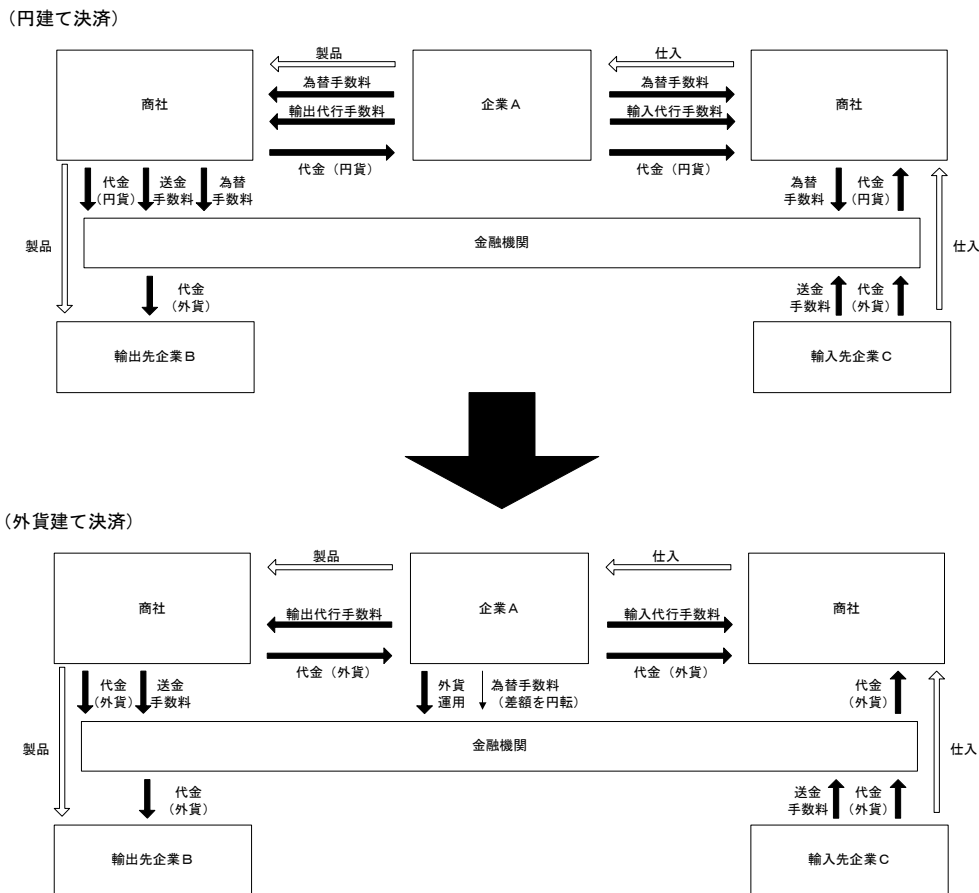 （円建て決済）
製品
仕入
商社
為替手数料
企業A
為替手数料
商社
輸出代行手数料
輸入代行手数料
代金（円貨）
代金（円貨）
代金
（円貨）
送金
手数料
為替
手数料
為替
手数料
代金
（円貨）
製品
金融機関
仕入
代金
（外貨）
送金
手数料
代金
（外貨）
輸出先企業B
輸入先企業C
（外貨建て決済）
製品
仕入
商社
輸出代行手数料
企業A
輸入代行手数料
商社
代金（外貨）
代金（外貨）
代金
（外貨）
送金
手数料
外貨
運用
為替手数料
（差額を円転）
代金
（外貨）
製品
金融機関
仕入
代金
（外貨）
送金
手数料
代金
（外貨）
輸出先企業B
輸入先企業C